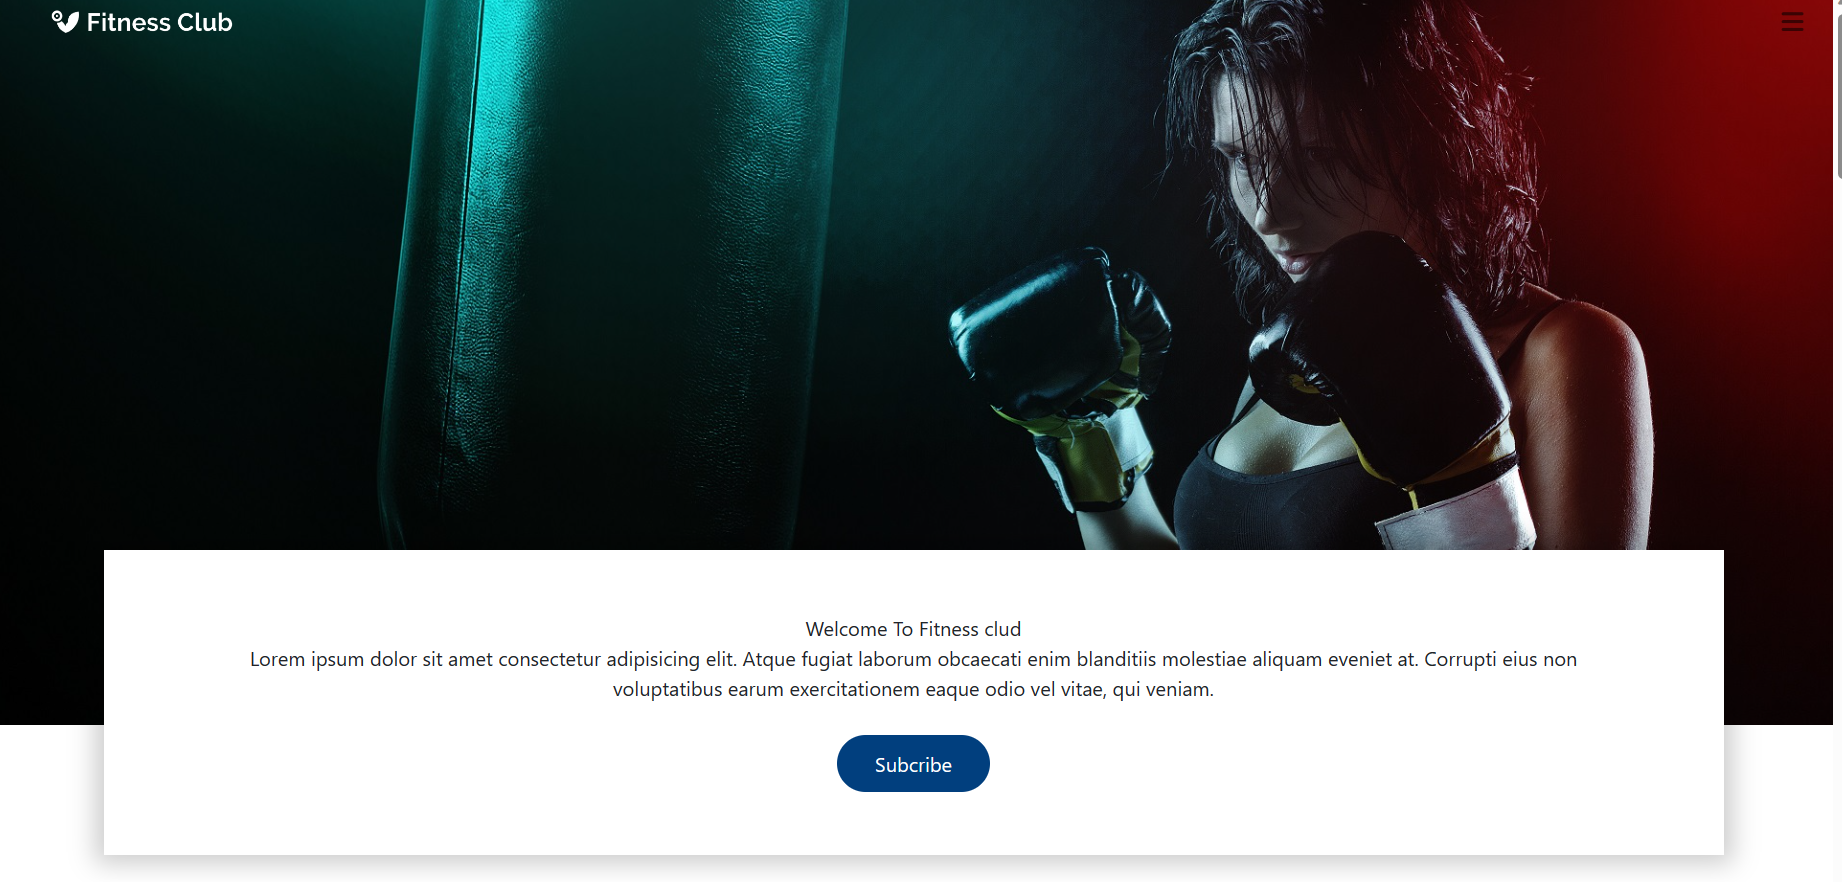 Fitness Club
Welcome To Fitness clud
Lorem ipsum dolor sit amet consectetur adipisicing elit. Atque fugiat laborum obcaecati enim blanditiis molestiae aliquam eveniet at. Corrupti eius non
voluptatibus earum exercitationem eaque odio vel vitae, qui veniam.
Subcribe